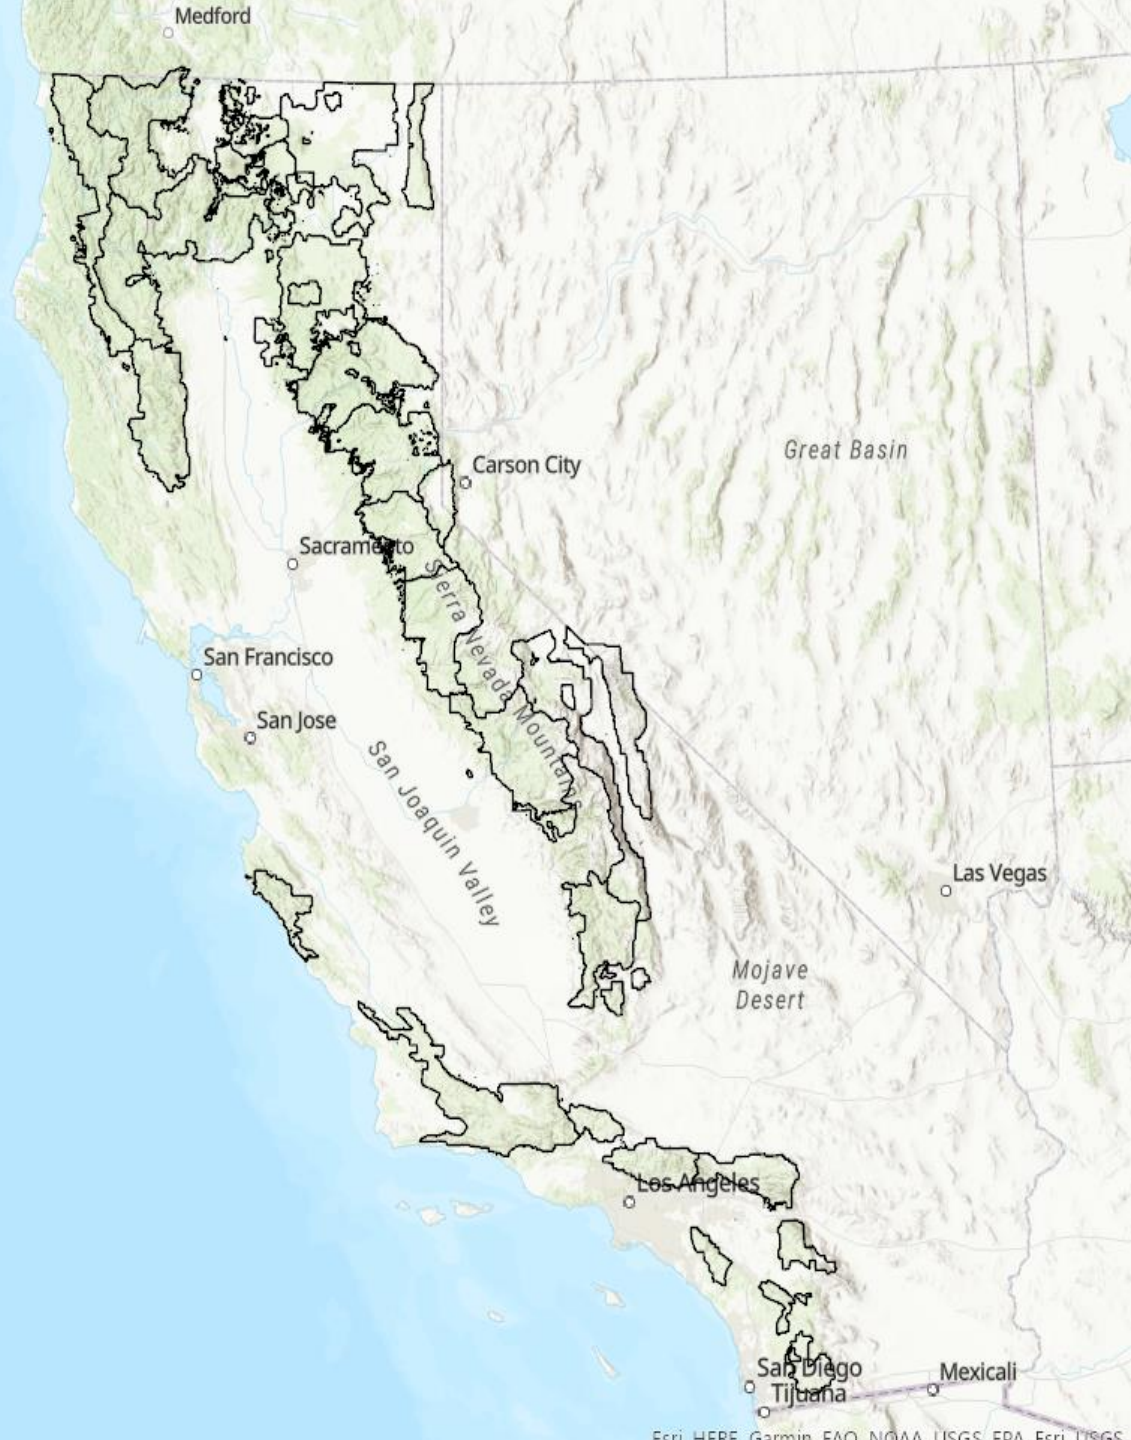 Medford
Great Basin
Carson City
Sacramento
Sierra Nevada Mountains
San Francisco
San Jose
San Joaquin Valley
Las Vegas
Mojave
Desert
Los Angeles
San Diego
Tijuana
Mexicali
Esri, HERE, Garmin, FAO, NOAA, USGS, EPA, Esri, USGS